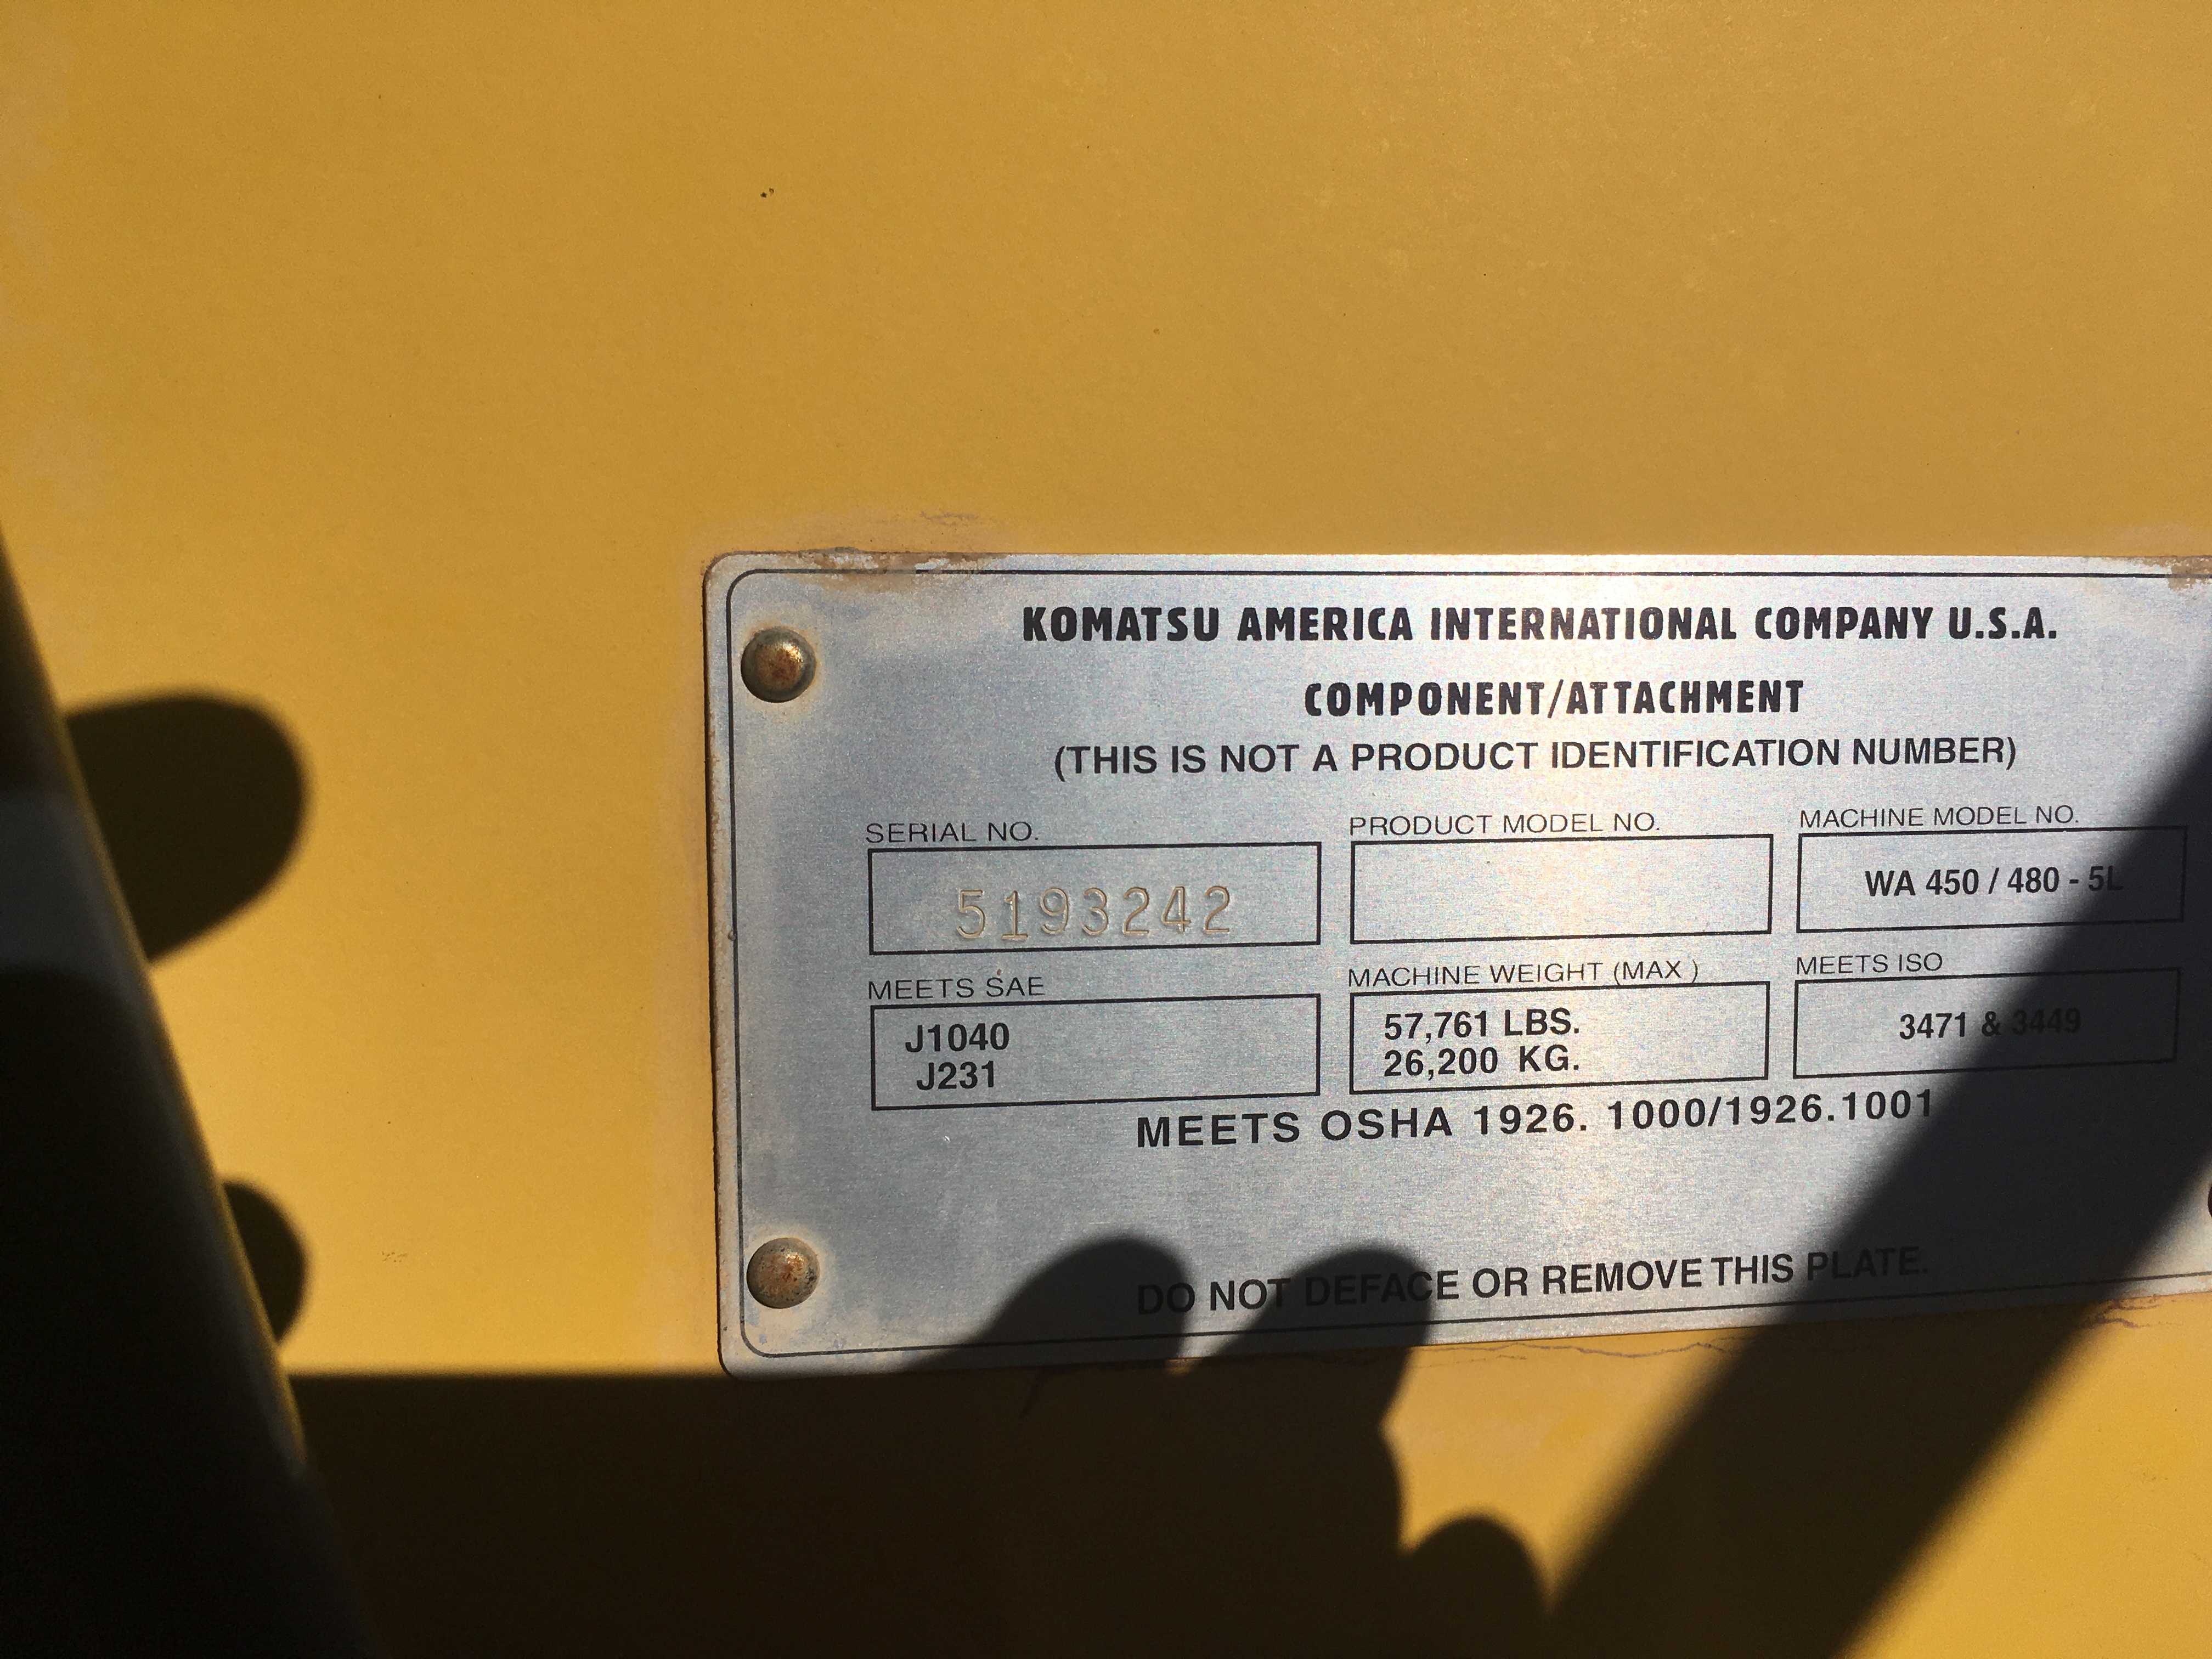 KOMATSU AMERICA INTERNATIONAL COMPANY U.S.A.
COMPONENT/ATTACHMENT
(THIS IS NOT A PRODUCT IDENTIFICATION NUMBER)
SERIAL NO. PRODUCT MODEL NO. MACHINE MODEL NO.
5193242 WA 450 / 480 - 5L
MEETS SAE MACHINE WEIGHT (MAX ) MEETS ISO
J1040 57,761 LBS. 3471 & 3449
J231 26,200 KG.
MEETS OSHA 1926. 1000/1926.1001
DO NOT DEFACE OR REMOVE THIS PLATE.